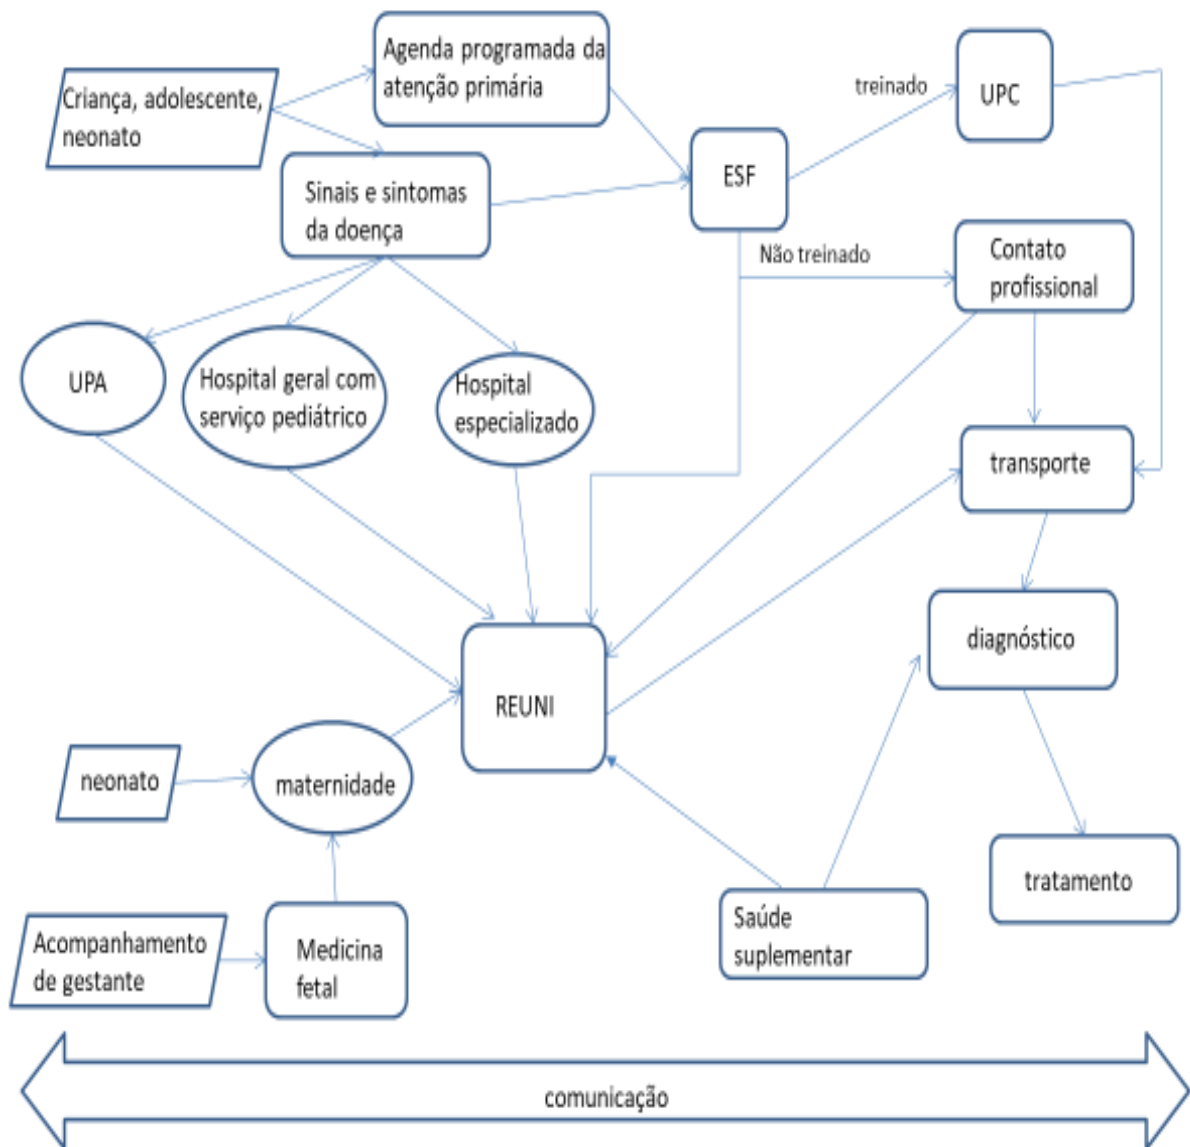 Agenda programada da
atenção primária
Criança, adolescente,
neonato
treinado
UPC
ESF
Sinais e sintomas
da doença
Não treinado
Contato
profissional
UPA
Hospital geral com
serviço pediátrico
Hospital
especializado
transporte
diagnóstico
REUNI
neonato
maternidade
tratamento
Saúde
suplementar
Acompanhamento
de gestante
Medicina
fetal
comunicação